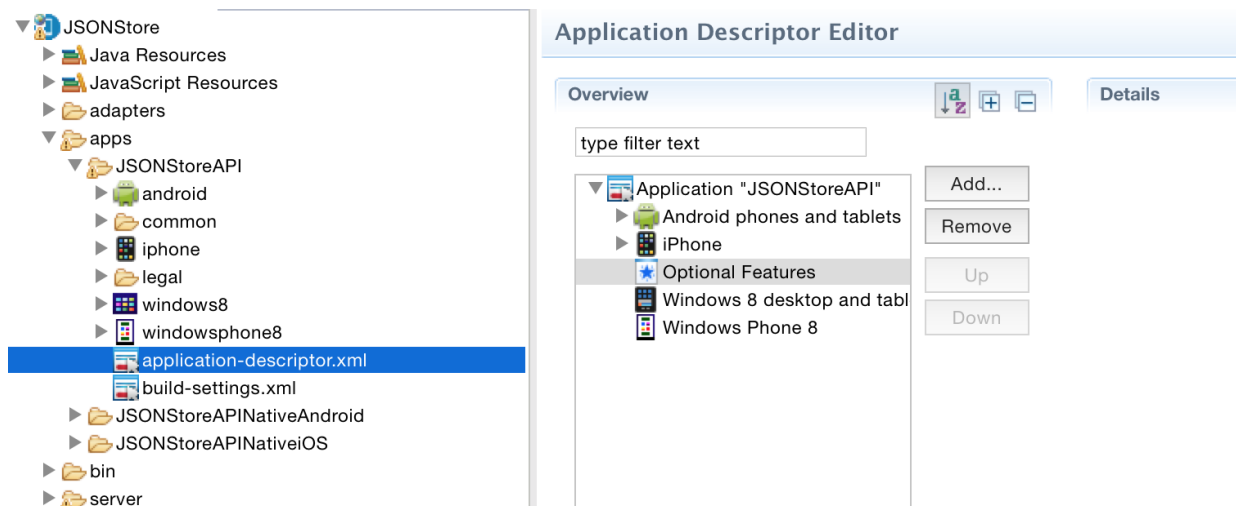 JSONStore
Java Resources
JavaScript Resources
adapters
apps
JSONStoreAPI
android
common
iphone
legal
windows8
windowsphone8
application-descriptor.xml
build-settings.xml
JSONStoreAPINativeAndroid
JSONStoreAPINativeiOS
bin
server
Application Descriptor Editor
Overview
type filter text
Application "JSONStoreAPI"
Android phones and tablets
iPhone
Optional Features
Windows 8 desktop and tabl
Windows Phone 8
Add...
Remove
Up
Down
Details